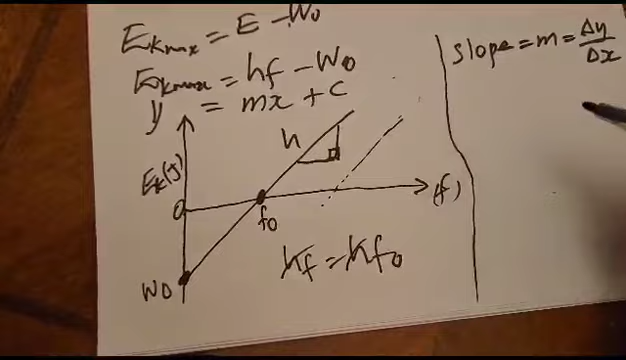 Ekmax = E - W0
Ekmax = hf - W0
y = mx + c
slope = m = Δy/Δx
h
Ek(J)
0
f0
(f)
hf = hf0
W0